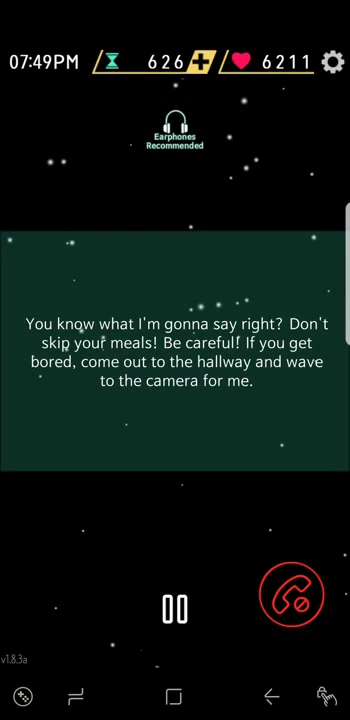 07:49PM 626 6211
Earphones
Recommended
You know what I'm gonna say right? Don't
skip your meals! Be careful! If you get
bored, come out to the hallway and wave
to the camera for me.
v1.8.3a